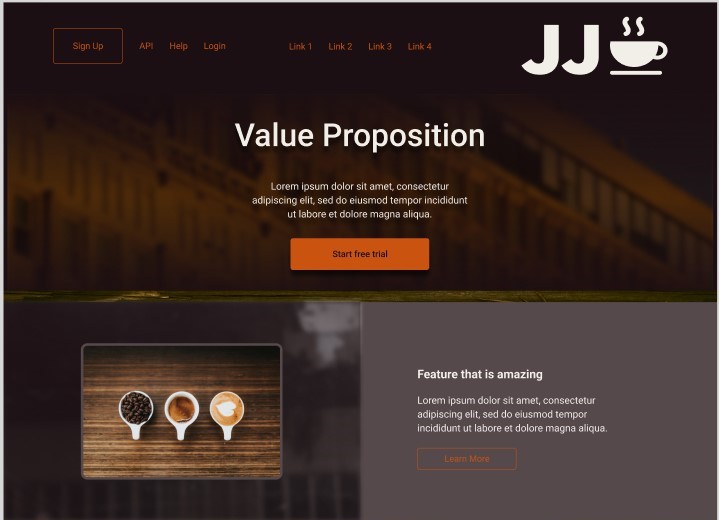 Sign Up
API
Help
Login
Link 1
Link 2
Link 3
Link 4
JJ
Value Proposition
Lorem ipsum dolor sit amet, consectetur
adipiscing elit, sed do eiusmod tempor incididunt
ut labore et dolore magna aliqua.
Start free trial
Feature that is amazing
Lorem ipsum dolor sit amet, consectetur
adipiscing elit, sed do eiusmod tempor
incididunt ut labore et dolore magna aliqua.
Learn More